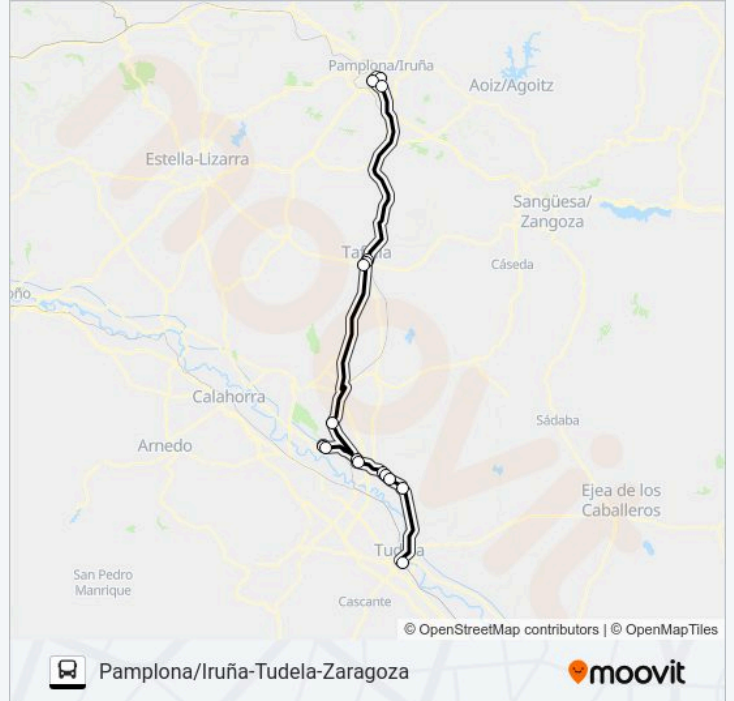 Pamplona/Iruña
Aoiz/Agoitz
Estella-Lizarra
Sangüesa/
Zangoza
Cáseda
Calahorra
Sádaba
Arnedo
Ejea de los
Caballeros
San Pedro
Manrique
Cascante
© OpenStreetMap contributors | © OpenMapTiles
Pamplona/Iruña-Tudela-Zaragoza
moovit
moovit